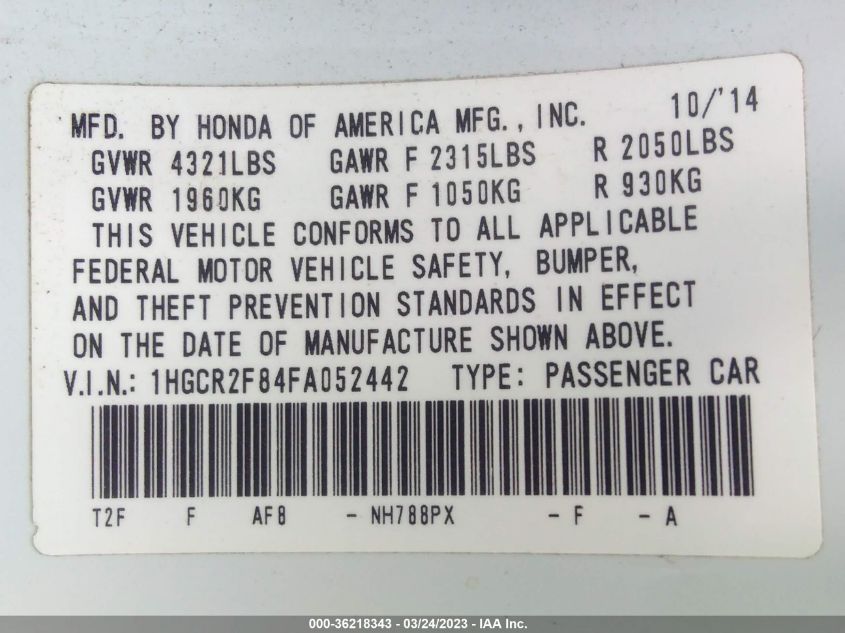 MFD. BY HONDA OF AMERICA MFG., INC. 10/'14
GVWR 4321LBS GAWR F 2315LBS R 2050LBS
GVWR 1960KG GAWR F 1050KG R 930KG
THIS VEHICLE CONFORMS TO ALL APPLICABLE
FEDERAL MOTOR VEHICLE SAFETY, BUMPER,
AND THEFT PREVENTION STANDARDS IN EFFECT
ON THE DATE OF MANUFACTURE SHOWN ABOVE.
V.I.N.: 1HGCR2F84FA052442 TYPE: PASSENGER CAR
T2F F AF8 - NH788PX - F - A
000-36218343 - 03/24/2023 - IAA Inc.